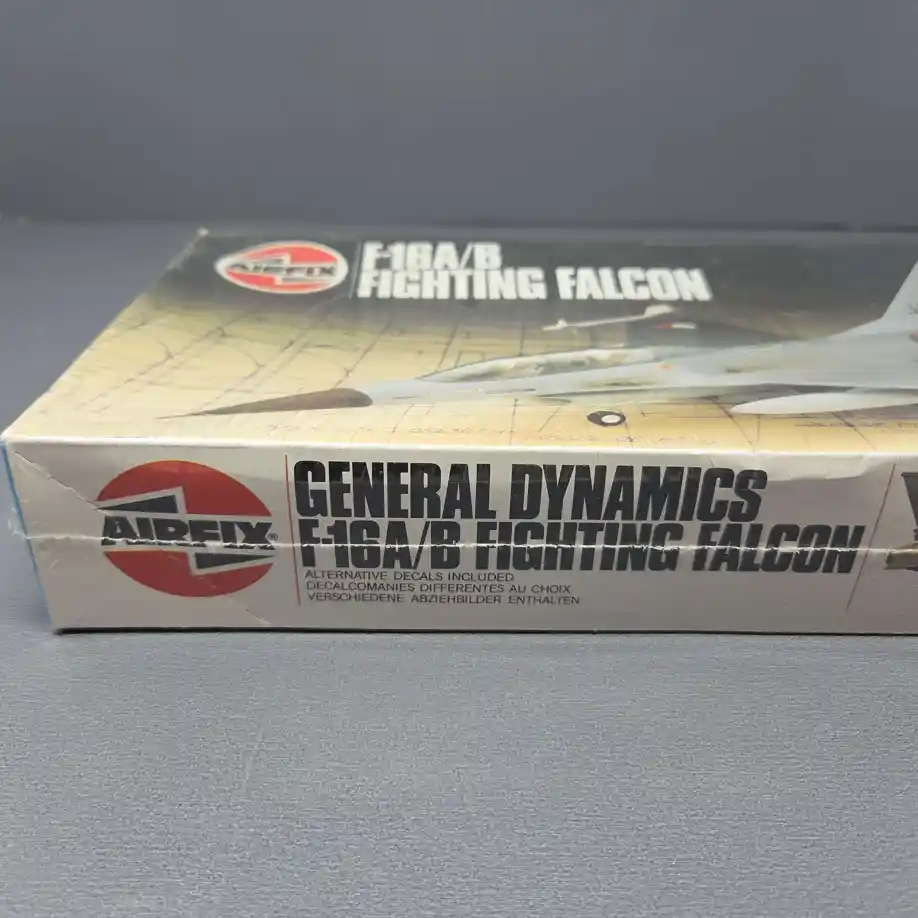 AIRFIX
F-16A/B
FIGHTING FALCON
AIRFIX®
GENERAL DYNAMICS
F-16A/B FIGHTING FALCON
ALTERNATIVE DECALS INCLUDED
DECALCOMANIES DIFFERENTES AU CHOIX
VERSCHIEDENE ABZIEHBILDER ENTHALTEN